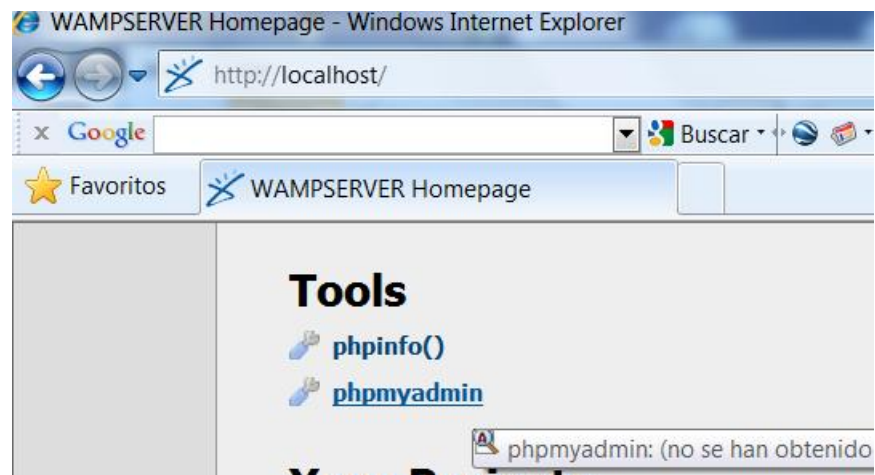 WAMPSERVER Homepage - Windows Internet Explorer
http://localhost/
x Google Buscar
Favoritos WAMPSERVER Homepage
Tools
phpinfo()
phpmyadmin
phpmyadmin: (no se han obtenido